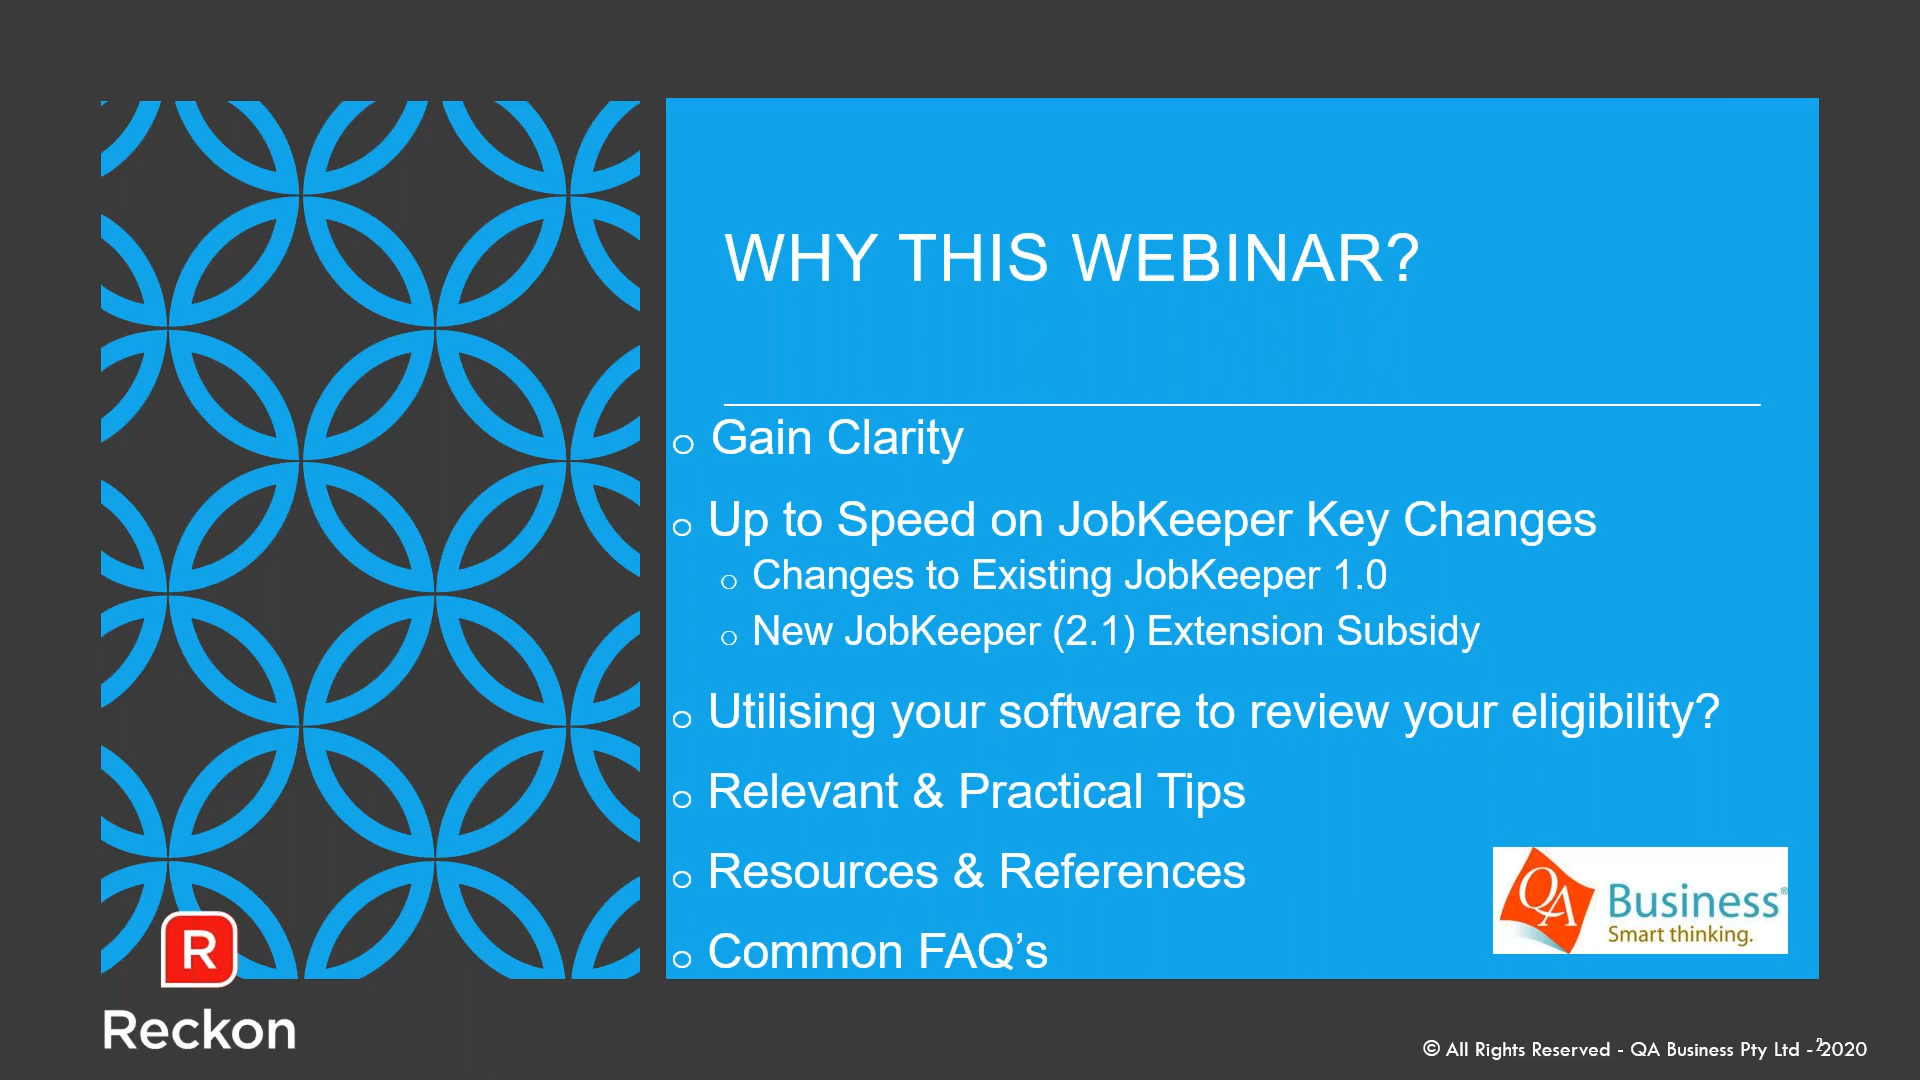 WHY THIS WEBINAR?
o Gain Clarity
o Up to Speed on JobKeeper Key Changes
o Changes to Existing JobKeeper 1.0
o New JobKeeper (2.1) Extension Subsidy
o Utilising your software to review your eligibility?
o Relevant & Practical Tips
o Resources & References
o Common FAQ’s
QA Business®
Smart thinking.
R
Reckon
© All Rights Reserved - QA Business Pty Ltd - 2020
2